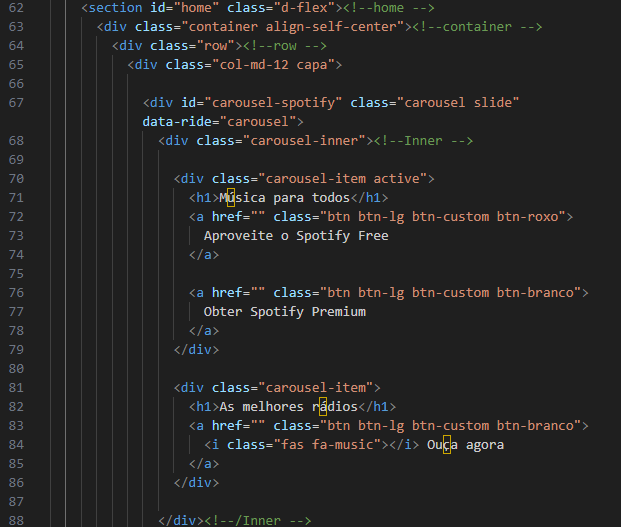 62 <section id="home" class="d-flex"><!--home -->
63 <div class="container align-self-center"><!--container -->
64 <div class="row"><!--row -->
65 <div class="col-md-12 capa">
66
67 <div id="carousel-spotify" class="carousel slide"
data-ride="carousel">
68 <div class="carousel-inner"><!--Inner -->
69
70 <div class="carousel-item active">
71 <h1>Música para todos</h1>
72 <a href="" class="btn btn-lg btn-custom btn-roxo">
73 Aproveite o Spotify Free
74 </a>
75
76 <a href="" class="btn btn-lg btn-custom btn-branco">
77 Obter Spotify Premium
78 </a>
79 </div>
80
81 <div class="carousel-item">
82 <h1>As melhores rádios</h1>
83 <a href="" class="btn btn-lg btn-custom btn-branco">
84 <i class="fas fa-music"></i> Ouça agora
85 </a>
86 </div>
87
88 </div><!--/Inner -->